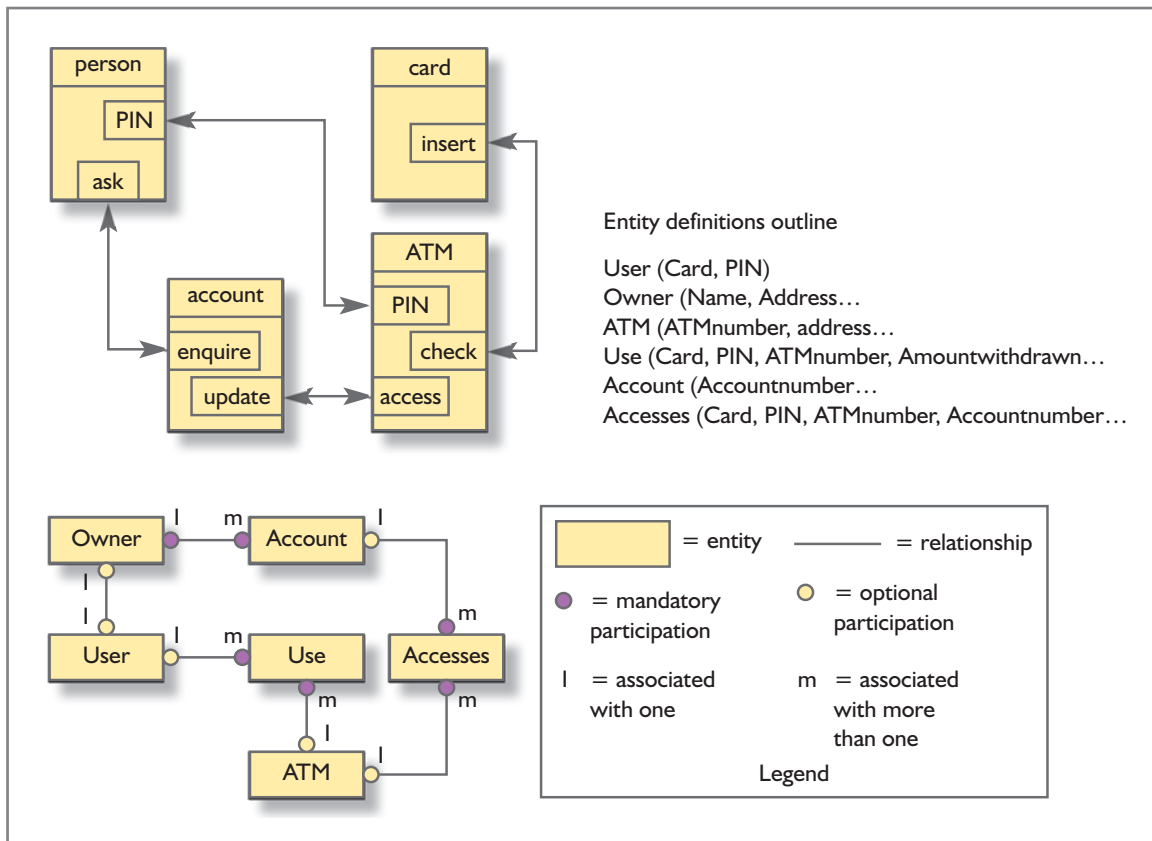 person
PIN
ask
card
insert
ATM
PIN
check
access
account
enquire
update
Entity definitions outline
User (Card, PIN)
Owner (Name, Address…
ATM (ATMnumber, address…
Use (Card, PIN, ATMnumber, Amountwithdrawn…
Account (Accountnumber…
Accesses (Card, PIN, ATMnumber, Accountnumber…
l m l
Owner Account
l
l m
l m
User Use Accesses
m m
l l
ATM
= entity = relationship
= mandatory
participation
= optional
participation
l = associated
with one
m = associated
with more
than one
Legend